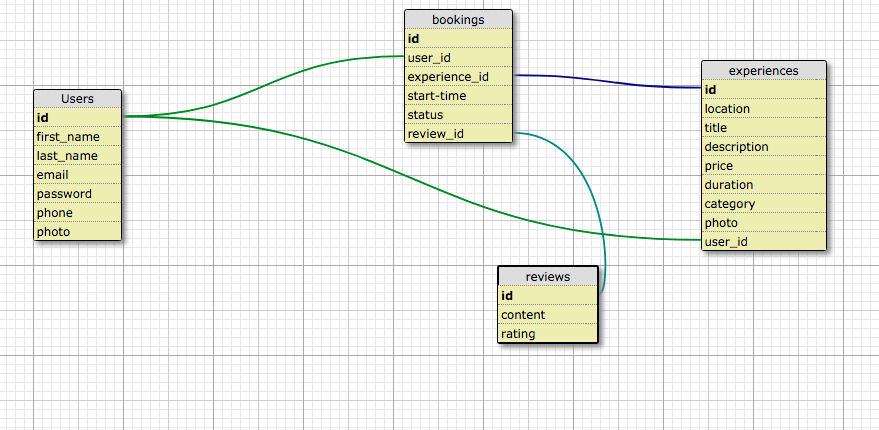 Users
id
first_name
last_name
email
password
phone
photo
bookings
id
user_id
experience_id
start-time
status
review_id
experiences
id
location
title
description
price
duration
category
photo
user_id
reviews
id
content
rating